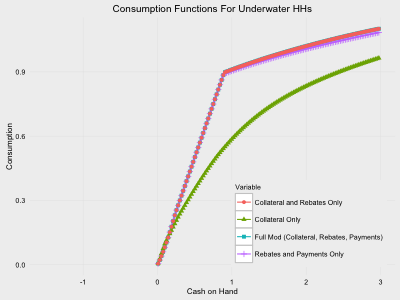 Consumption Functions For Underwater HHs
Consumption
0.9
0.6
0.3
0.0
Variable
Collateral and Rebates Only
Collateral Only
Full Mod (Collateral, Rebates, Payments)
Rebates and Payments Only
-1
0
1
2
3
Cash on Hand